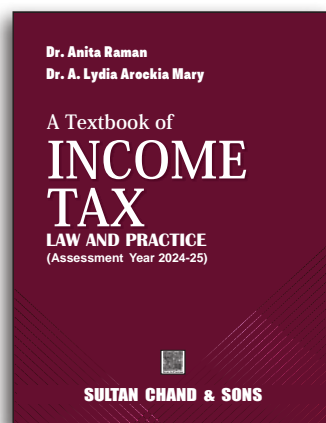 Dr. Anita Raman
Dr. A. Lydia Arockia Mary
A Textbook of
INCOME
TAX
LAW AND PRACTICE
(Assessment Year 2024-25)
SULTAN CHAND & SONS